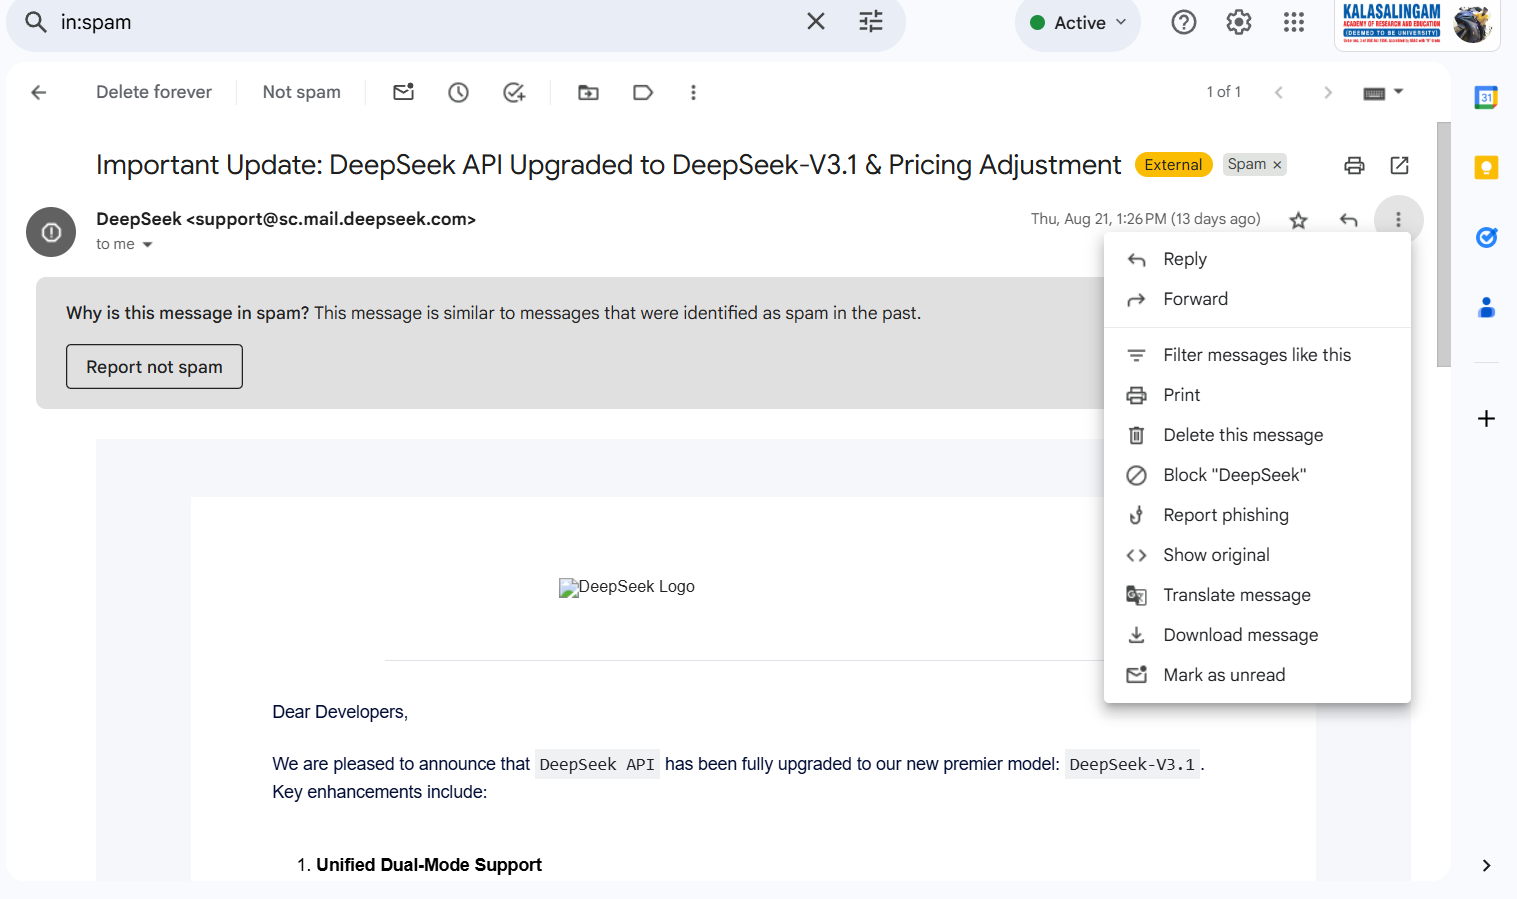 in:spam
Active
KALASALINGAM
ACADEMY OF RESEARCH AND EDUCATION
(DEEMED TO BE UNIVERSITY)
Delete forever
Not spam
1 of 1
31
Important Update: DeepSeek API Upgraded to DeepSeek-V3.1 & Pricing Adjustment
External
Spam ×
DeepSeek <support@sc.mail.deepseek.com>
Thu, Aug 21, 1:26 PM (13 days ago)
to me
Why is this message in spam? This message is similar to messages that were identified as spam in the past.
Report not spam
Reply
Forward
Filter messages like this
Print
Delete this message
Block "DeepSeek"
Report phishing
Show original
Translate message
Download message
Mark as unread
DeepSeek Logo
Dear Developers,
We are pleased to announce that DeepSeek API has been fully upgraded to our new premier model: DeepSeek-V3.1.
Key enhancements include:
1. Unified Dual-Mode Support